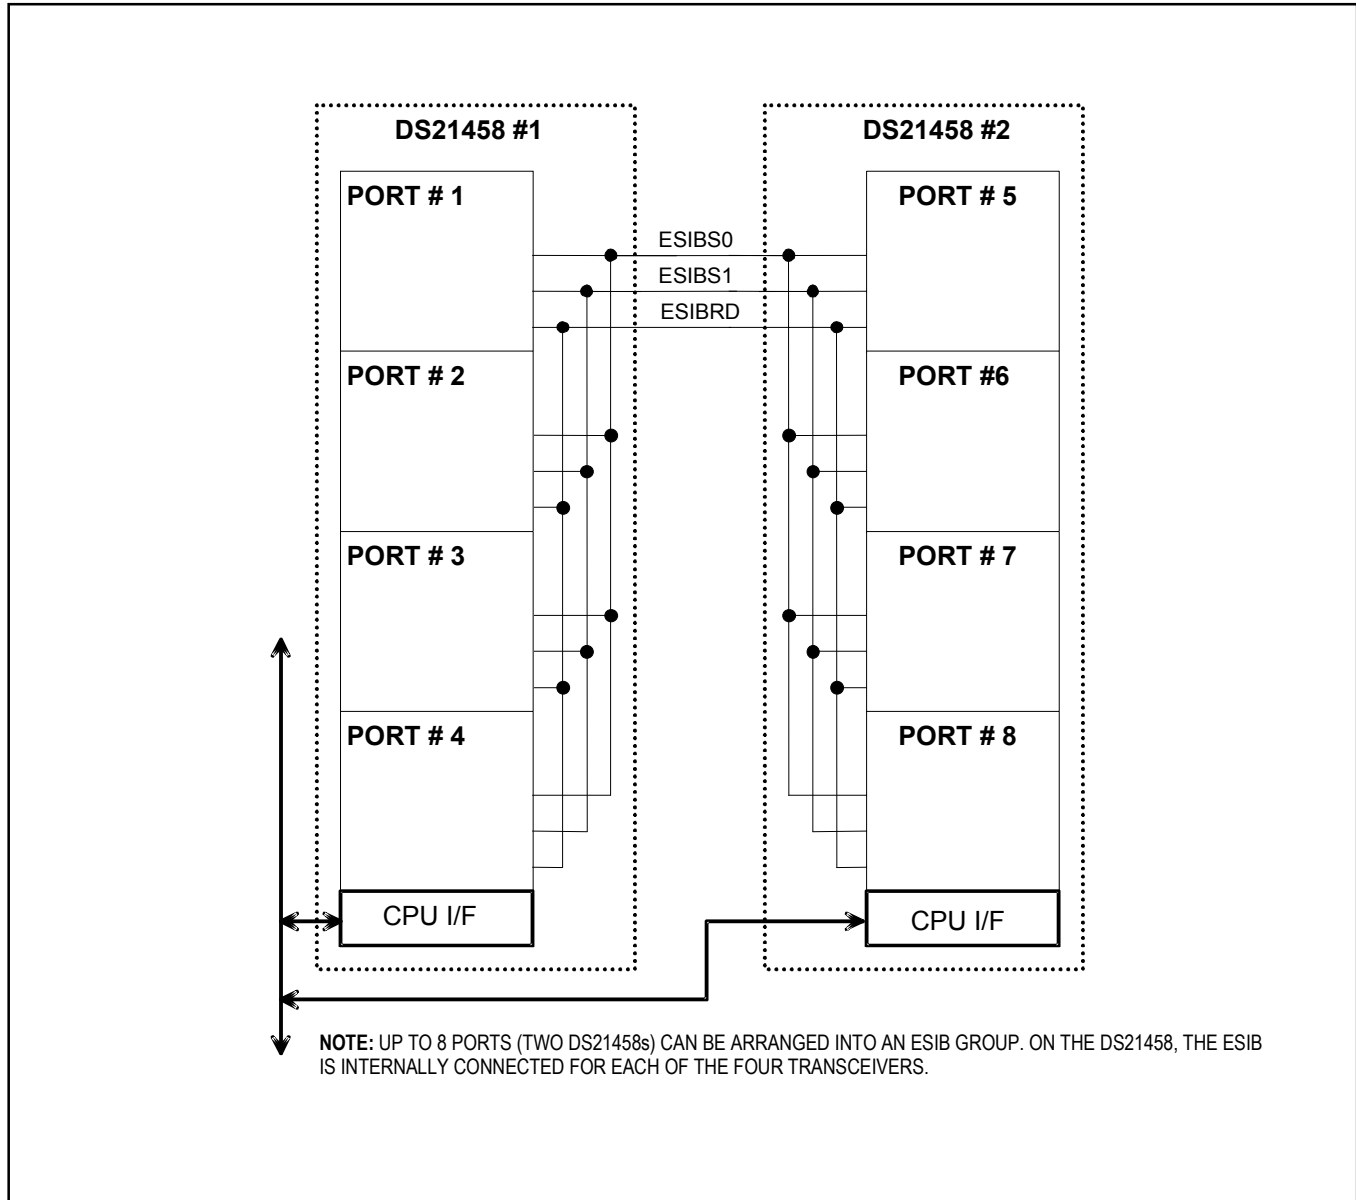 DS21458 #1
DS21458 #2
PORT # 1
PORT # 5
ESIBS0
ESIBS1
ESIBRD
PORT # 2
PORT #6
PORT # 3
PORT # 7
PORT # 4
PORT # 8
CPU I/F
CPU I/F
NOTE: UP TO 8 PORTS (TWO DS21458s) CAN BE ARRANGED INTO AN ESIB GROUP. ON THE DS21458, THE ESIB
IS INTERNALLY CONNECTED FOR EACH OF THE FOUR TRANSCEIVERS.